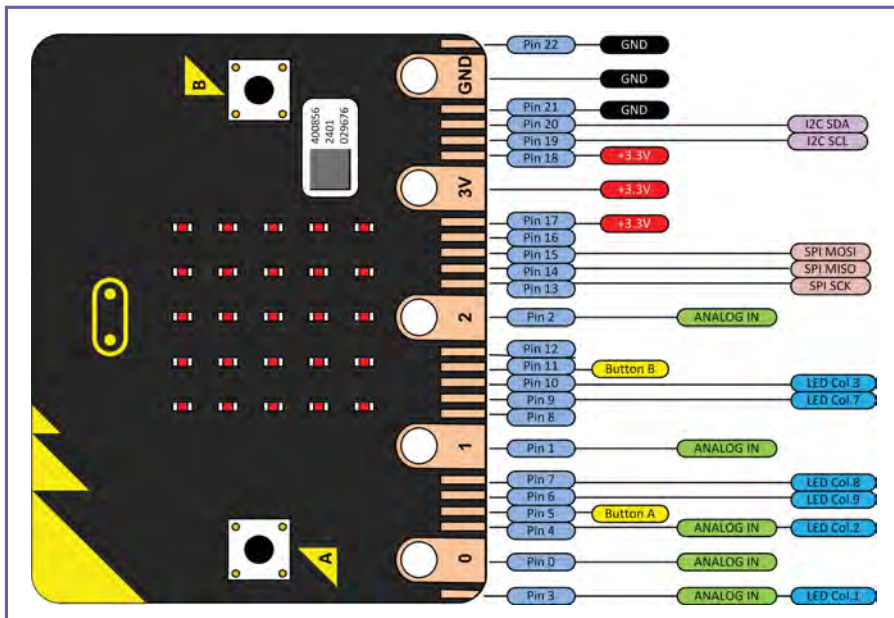 Pin 22 GND
GND
GND
Pin 21 GND
Pin 20 I2C SDA
Pin 19 I2C SCL
Pin 18 +3.3V
3V +3.3V
Pin 17 +3.3V
Pin 16
Pin 15 SPI MOSI
Pin 14 SPI MISO
Pin 13 SPI SCK
2 Pin 2 ANALOG IN
Pin 12
Pin 11 Button B
Pin 10 LED Col.3
Pin 9 LED Col.7
Pin 8
1 Pin 1 ANALOG IN
Pin 7 LED Col.8
Pin 6 LED Col.9
Pin 5 Button A
Pin 4 ANALOG IN LED Col.2
0 Pin 0 ANALOG IN
Pin 3 ANALOG IN LED Col.1
B
400856
2401
029676
A